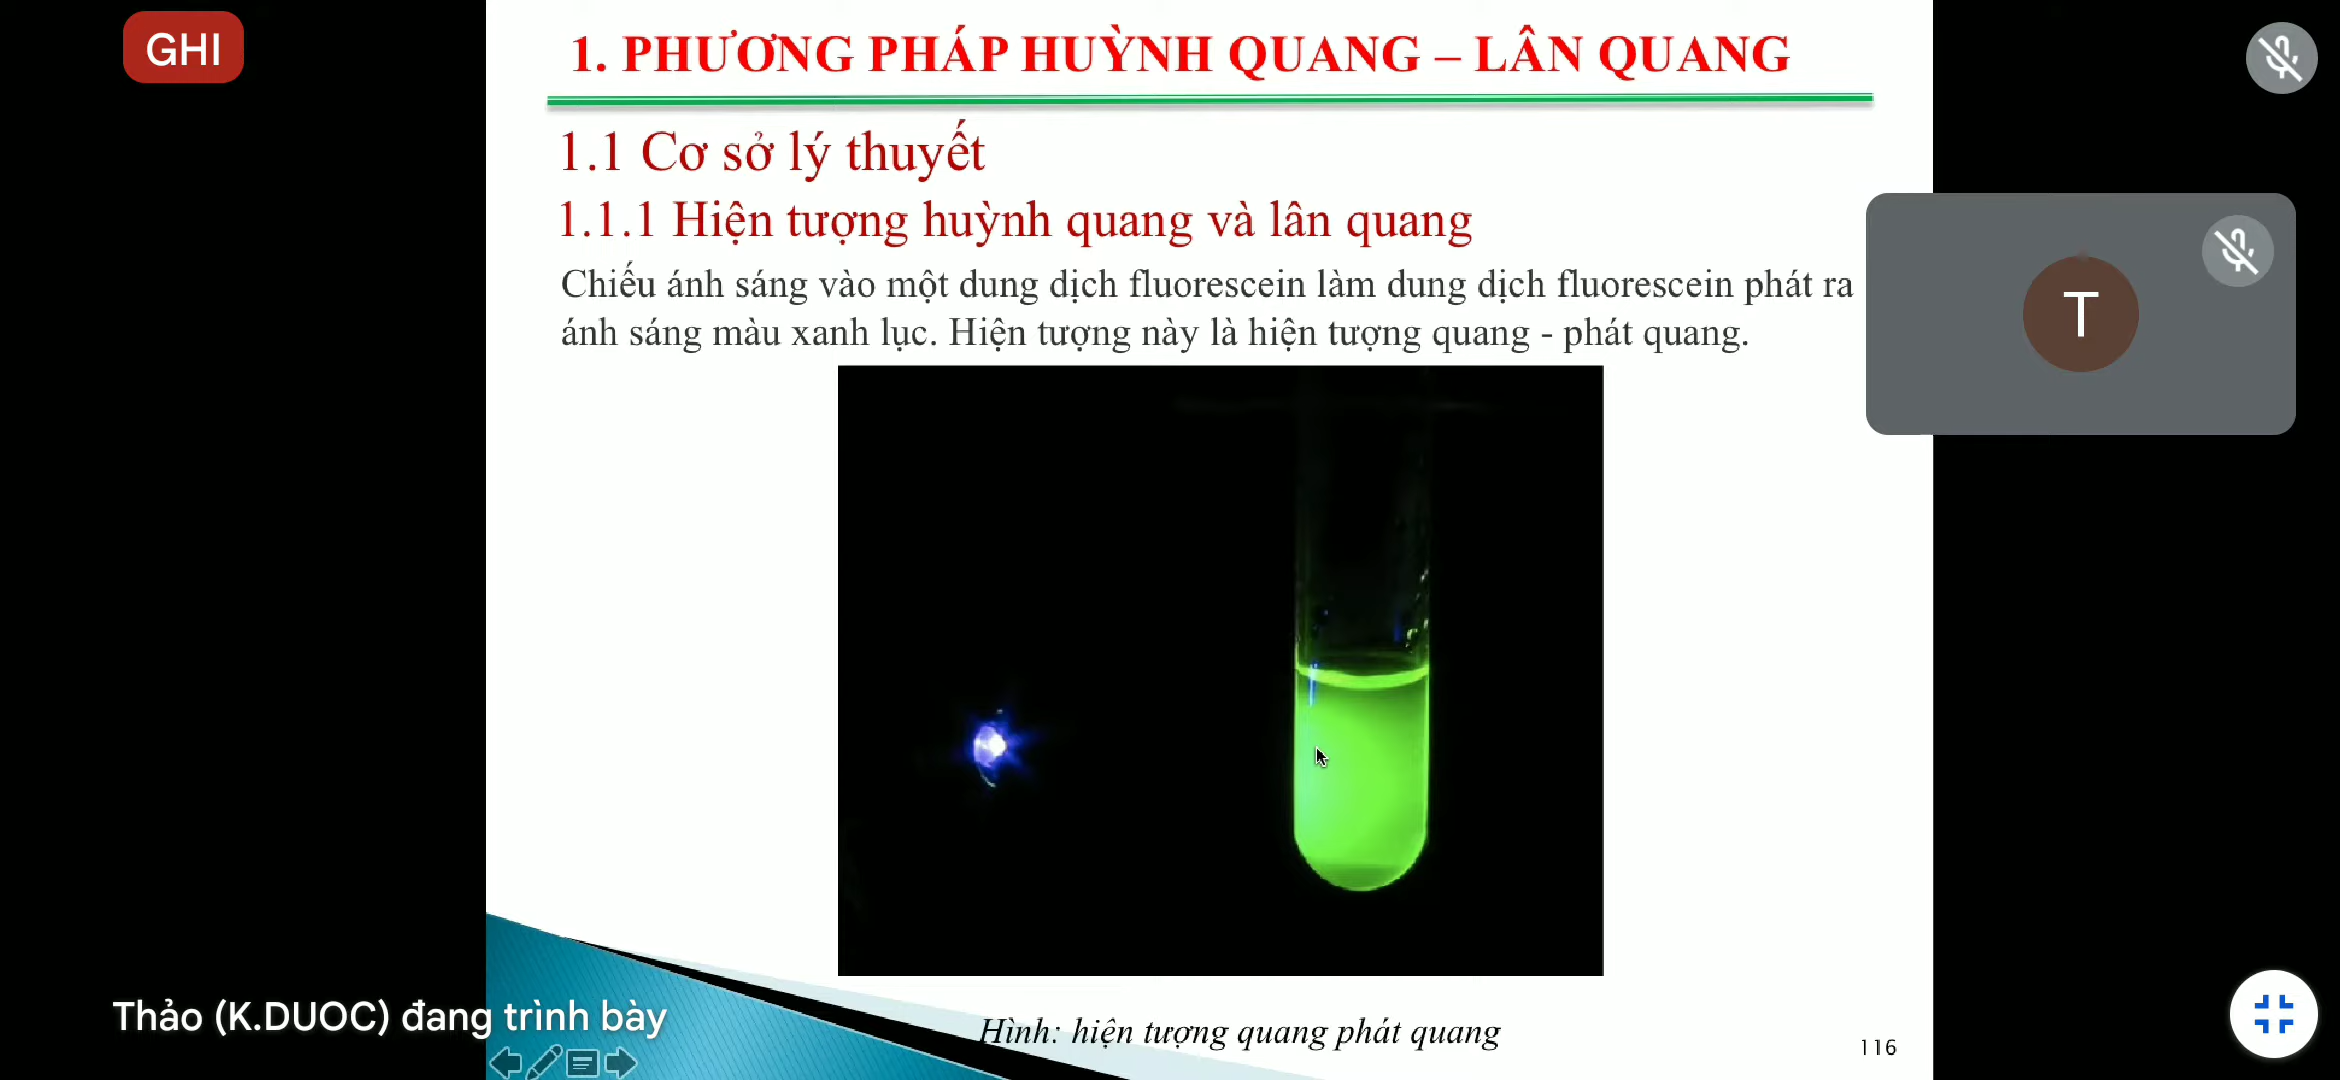 GHI
1. PHƯƠNG PHÁP HUỲNH QUANG – LÂN QUANG
1.1 Cơ sở lý thuyết
1.1.1 Hiện tượng huỳnh quang và lân quang
Chiếu ánh sáng vào một dung dịch fluorescein làm dung dịch fluorescein phát ra
ánh sáng màu xanh lục. Hiện tượng này là hiện tượng quang - phát quang.
T
Thảo (K.DUOC) đang trình bày
Hình: hiện tượng quang phát quang
116